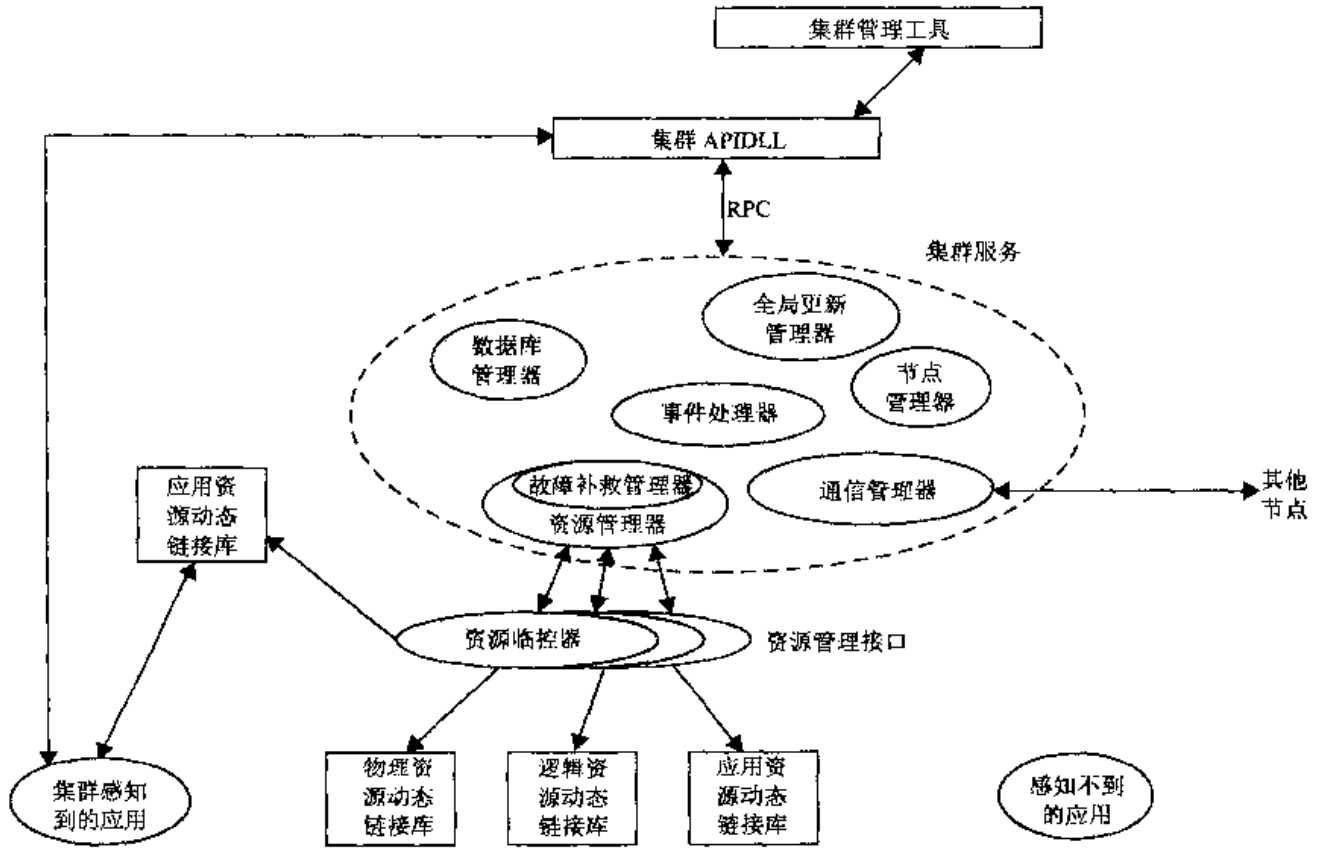 集群管理工具
集群 APIDLL
RPC
集群服务
全局更新
管理器
数据库
管理器
节点
管理器
事件处理器
故障补救管理器
资源管理器
通信管理器
其他
节点
应用资
源动态
链接库
资源临控器
资源管理接口
物理资
源动态
链接库
逻辑资
源动态
链接库
应用资
源动态
链接库
集群感知
到的应用
感知不到
的应用